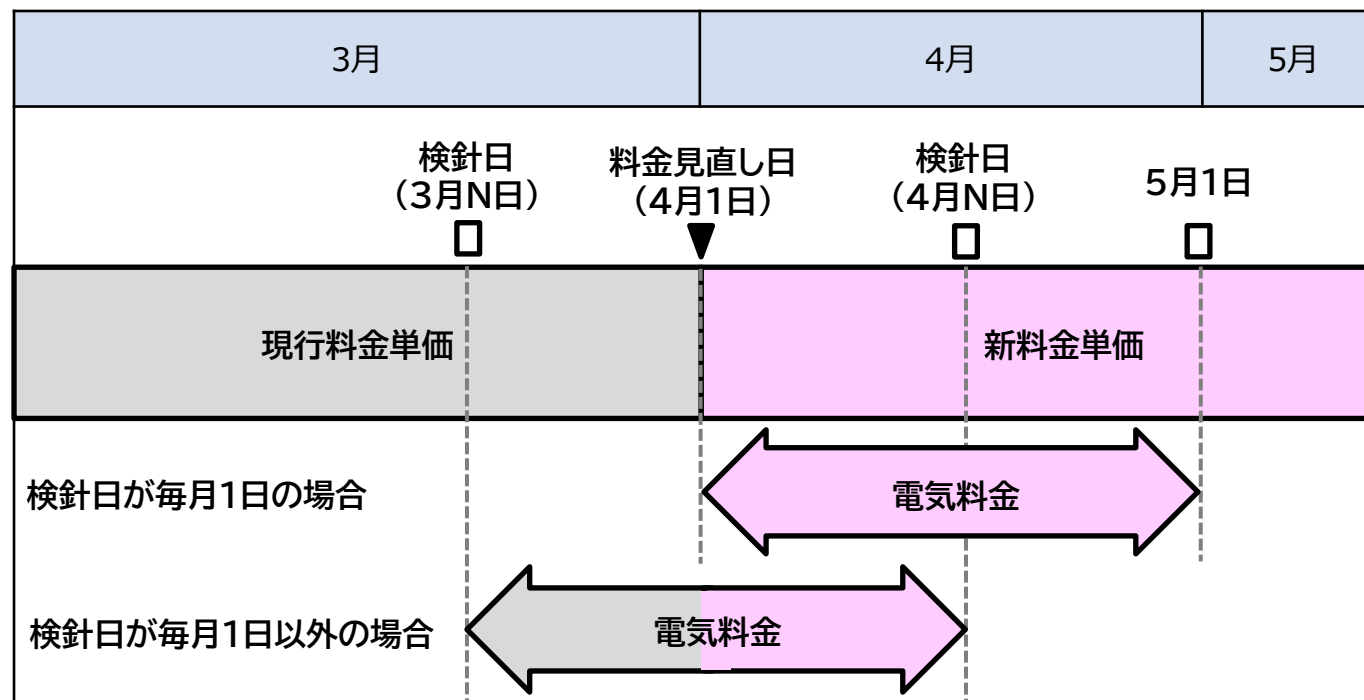 3月
4月
5月
検針日
（3月N日）
料金見直し日
（4月1日）
検針日
（4月N日）
5月1日
現行料金単価
新料金単価
検針日が毎月1日の場合
電気料金
検針日が毎月1日以外の場合
電気料金